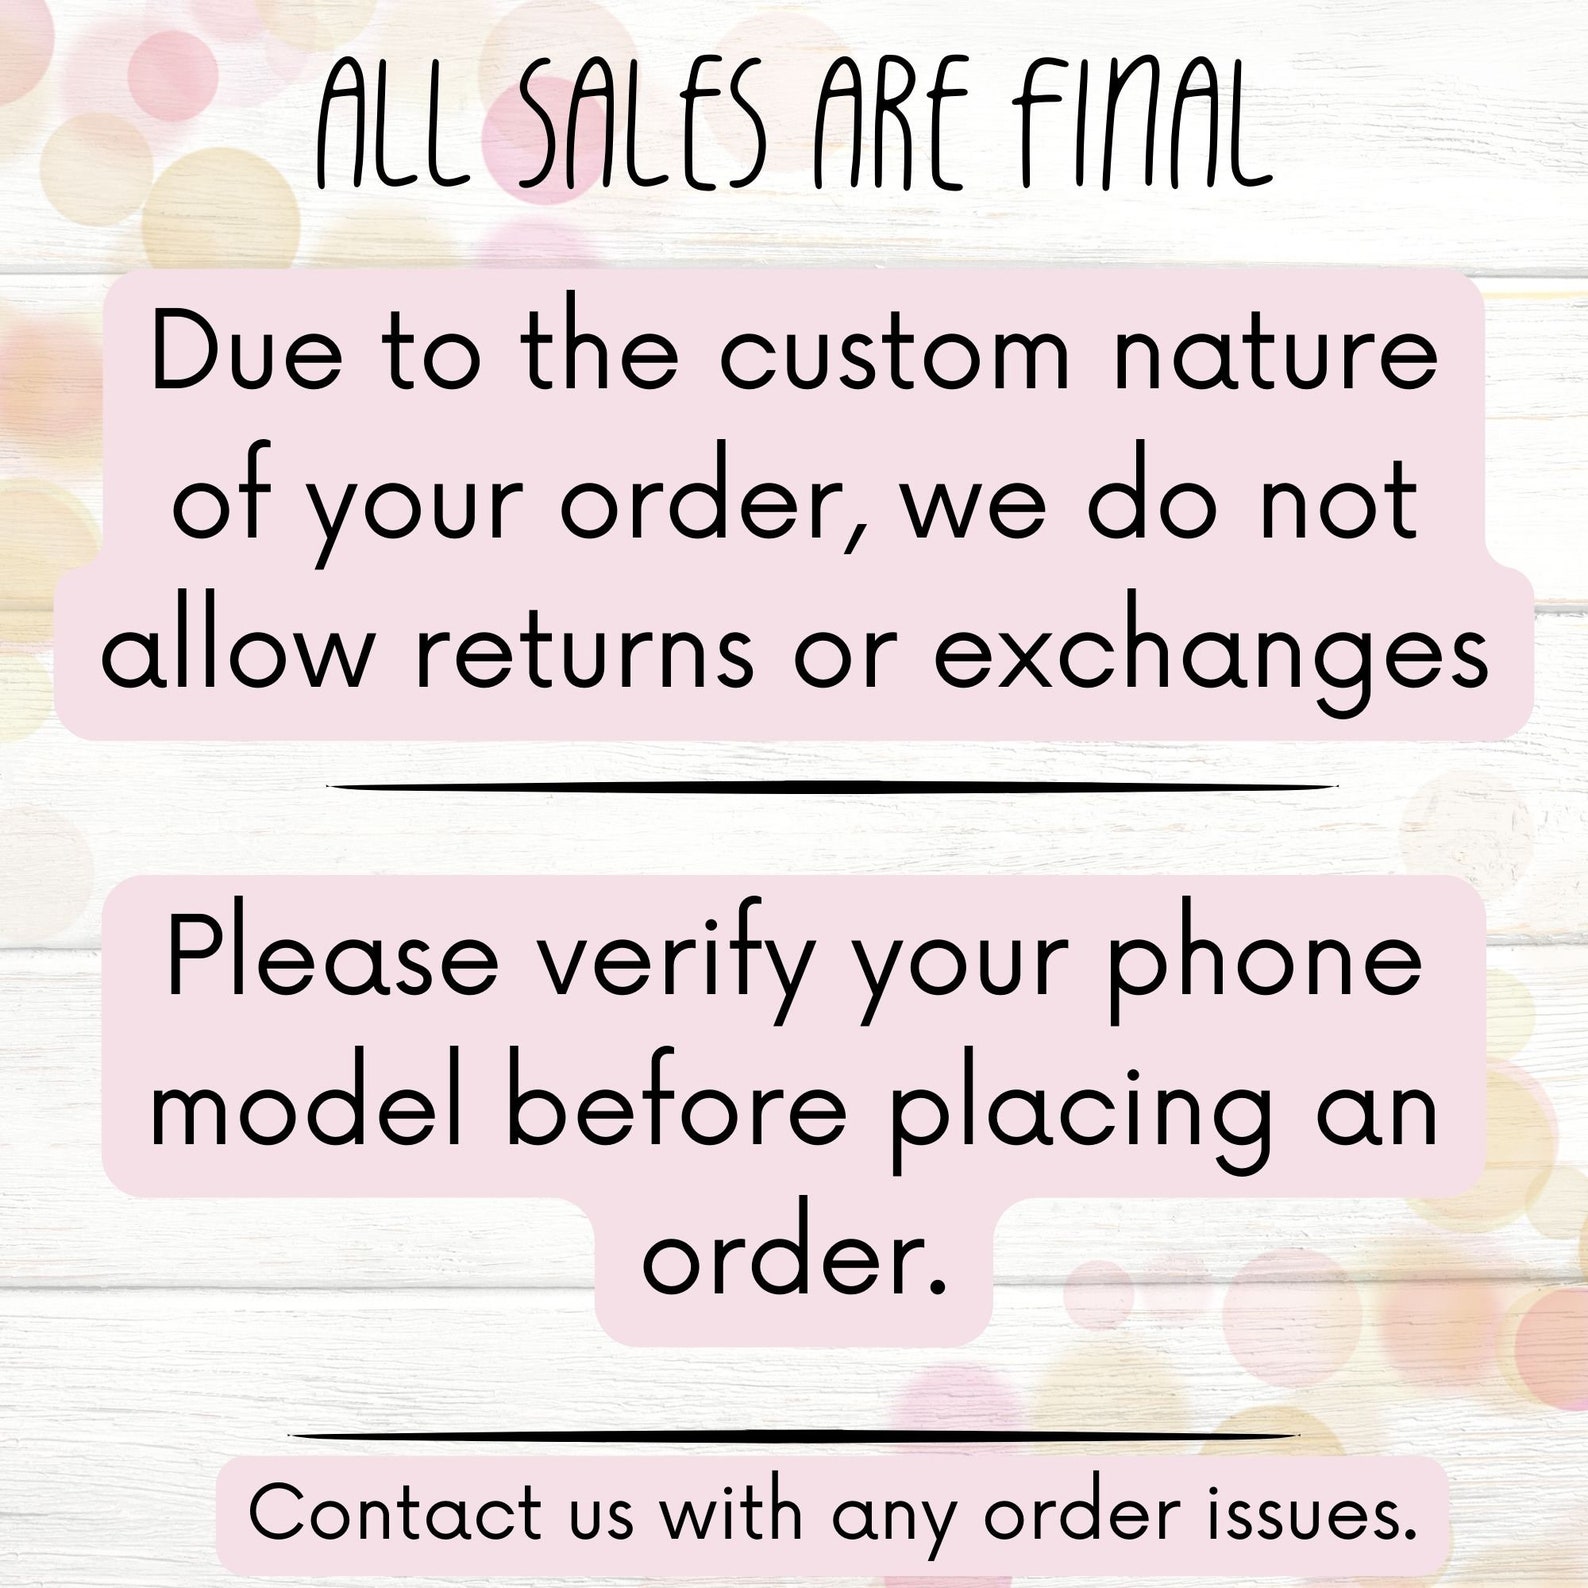 ALL SALES ARE FINAL
Due to the custom nature
of your order, we do not
allow returns or exchanges
Please verify your phone
model before placing an
order.
Contact us with any order issues.